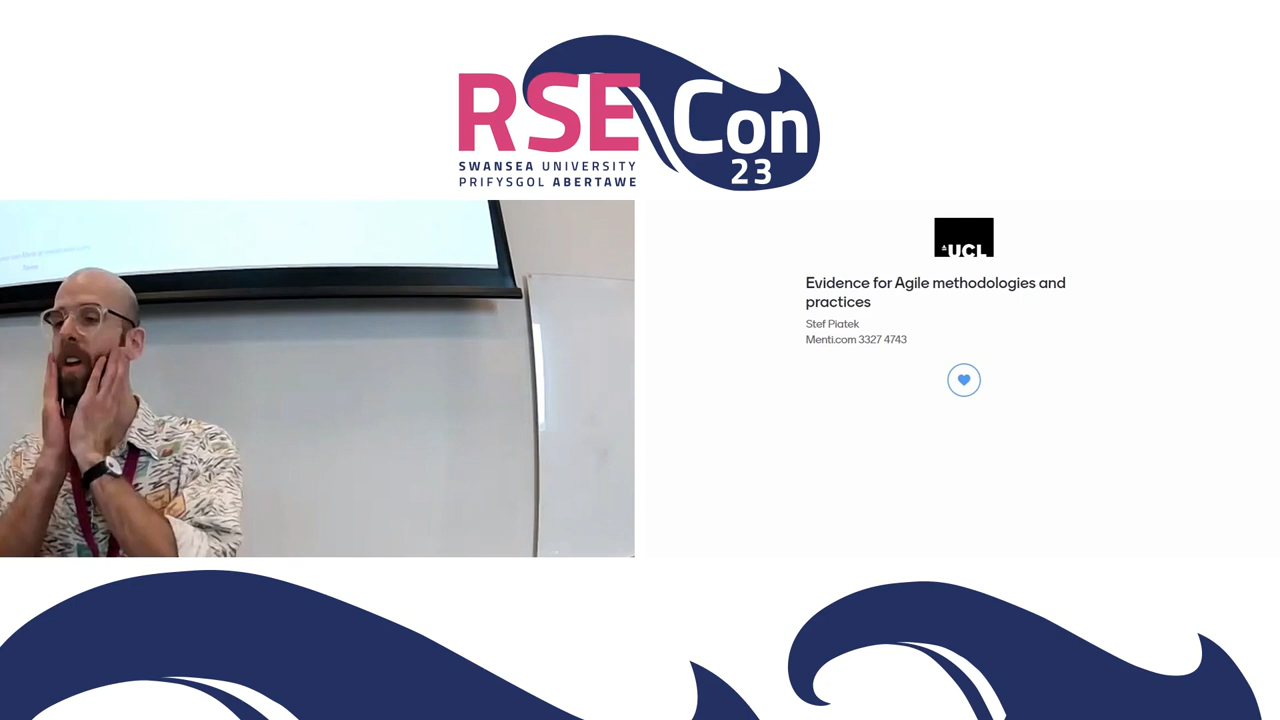 RSE Con
23
SWANSEA UNIVERSITY
PRIFYSGOL ABERTAWE
UCL
Evidence for Agile methodologies and
practices
Stef Piatek
Menti.com 3327 4743